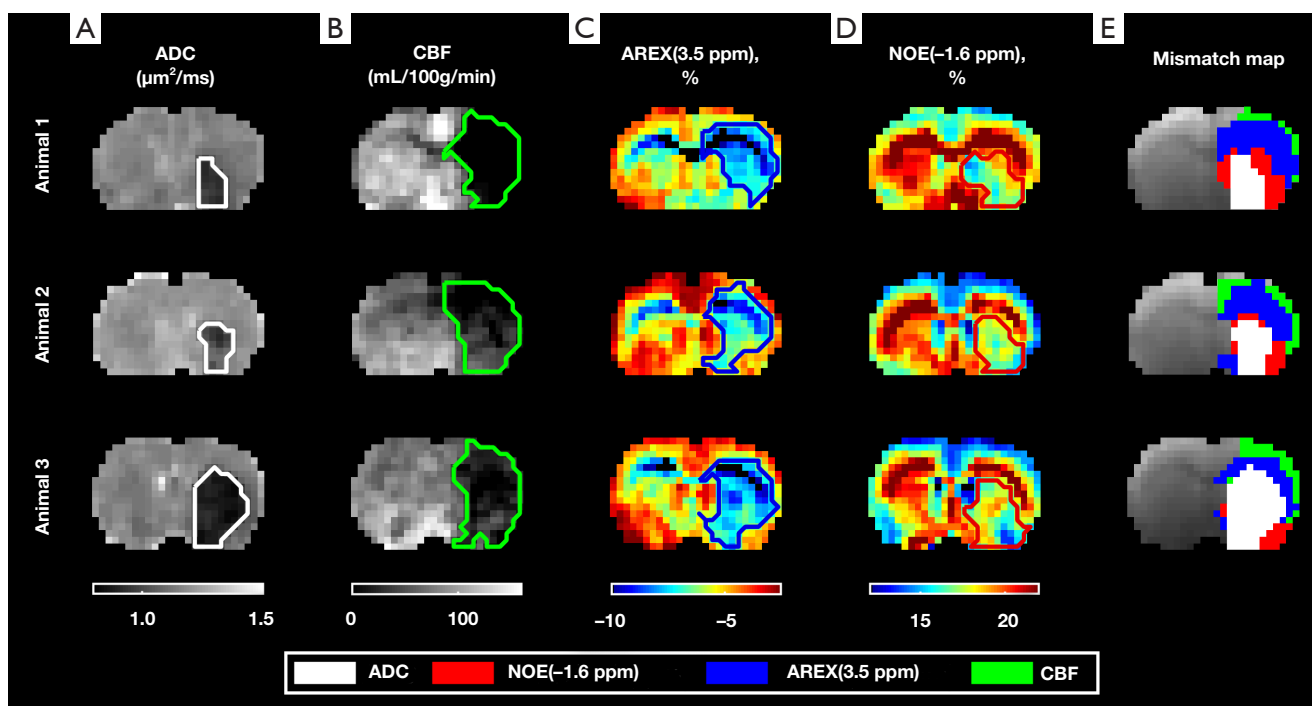 A
ADC
(µm²/ms)
B
CBF
(mL/100g/min)
C
AREX(3.5 ppm),
%
D
NOE(−1.6 ppm),
%
E
Mismatch map
Animal 1
Animal 2
Animal 3
1.0 1.5
0 100
−10 −5
15 20
ADC NOE(−1.6 ppm) AREX(3.5 ppm) CBF